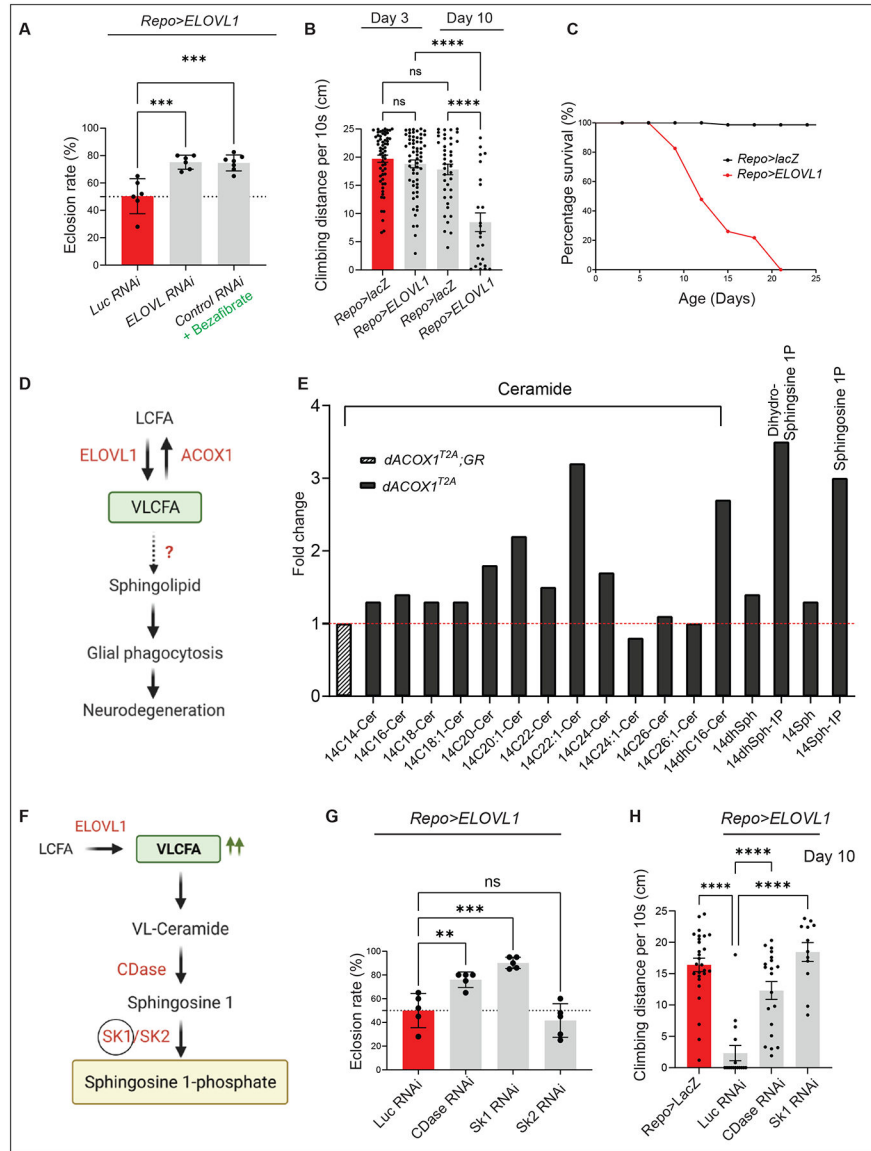 A
Repo>ELOVL1
***
***
Eclosion rate (%)
100
80
60
40
20
0
Luc RNAi
ELOVL RNAi
Control RNAi
+ Bezafibrate
B
Day 3
Day 10
****
ns
ns
****
Climbing distance per 10s (cm)
25
20
15
10
5
0
Repo>lacZ
Repo>ELOVL1
Repo>lacZ
Repo>ELOVL1
C
Percentage survival (%)
100
80
60
40
20
0
0
5
10
15
20
25
Age (Days)
Repo>lacZ
Repo>ELOVL1
D
LCFA
ELOVL1
ACOX1
VLCFA
?
Sphingolipid
Glial phagocytosis
Neurodegeneration
E
Ceramide
Dihydro-
Sphingsine 1P
Sphingosine 1P
dACOX1T2A;GR
dACOX1T2A
Fold change
4
3
2
1
0
14C14-Cer
14C16-Cer
14C18-Cer
14C18:1-Cer
14C20-Cer
14C20:1-Cer
14C22-Cer
14C22:1-Cer
14C24-Cer
14C24:1-Cer
14C26-Cer
14C26:1-Cer
14dhC16-Cer
14dhSph
14dhSph-1P
14Sph
14Sph-1P
F
ELOVL1
LCFA
VLCFA
VL-Ceramide
CDase
Sphingosine 1
SK1/SK2
Sphingosine 1-phosphate
G
Repo>ELOVL1
ns
***
**
Eclosion rate (%)
100
80
60
40
20
0
Luc RNAi
CDase RNAi
Sk1 RNAi
Sk2 RNAi
H
Repo>ELOVL1
Day 10
****
****
****
Climbing distance per 10s (cm)
25
20
15
10
5
0
Repo>LacZ
Luc RNAi
CDase RNAi
Sk1 RNAi